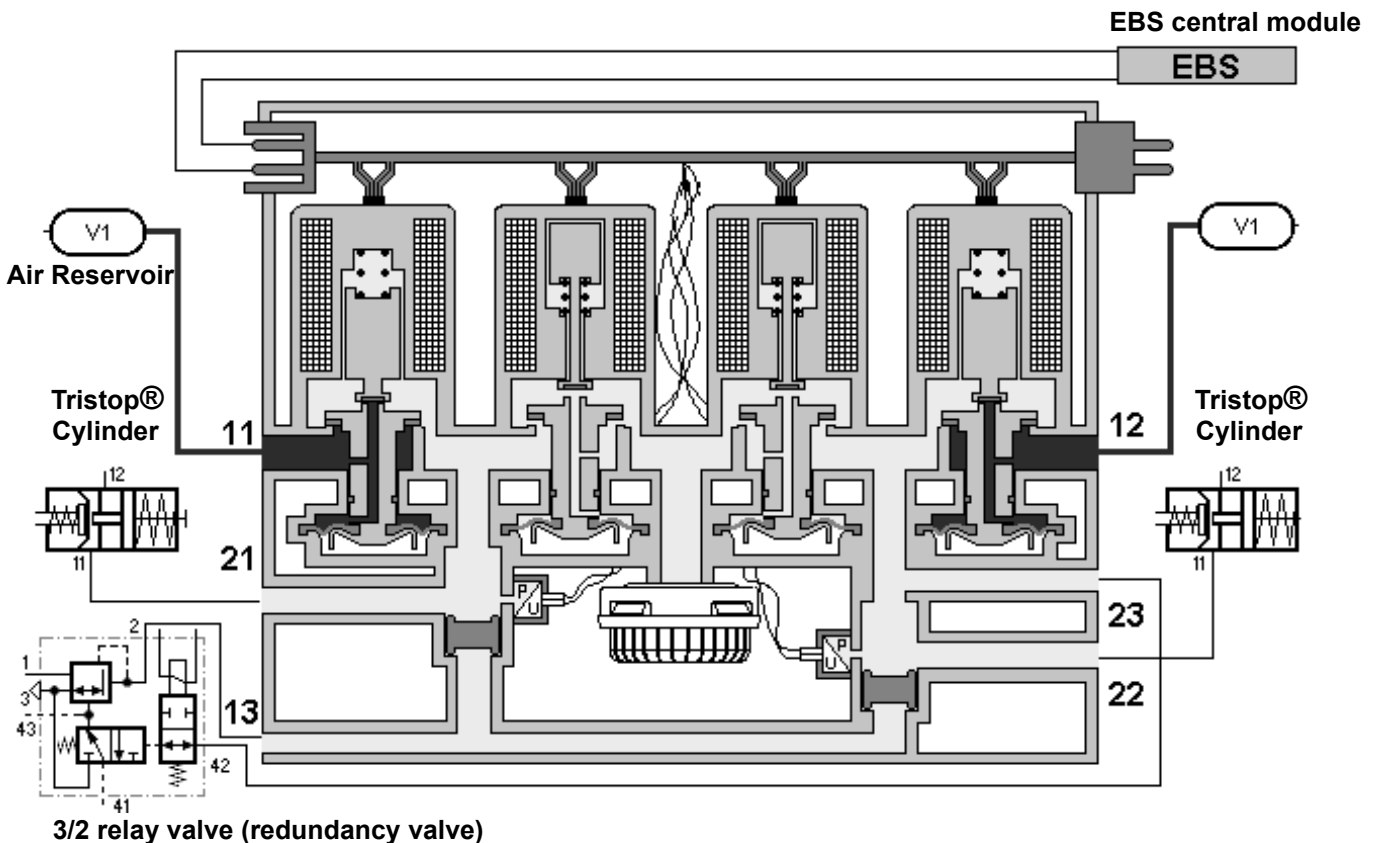 EBS central module
EBS
V1
V1
Air Reservoir
Tristop®
Cylinder
Tristop®
Cylinder
11
12
12
12
11
11
21
23
22
13
P
U
P
U
2
1
3
43
42
41
3/2 relay valve (redundancy valve)